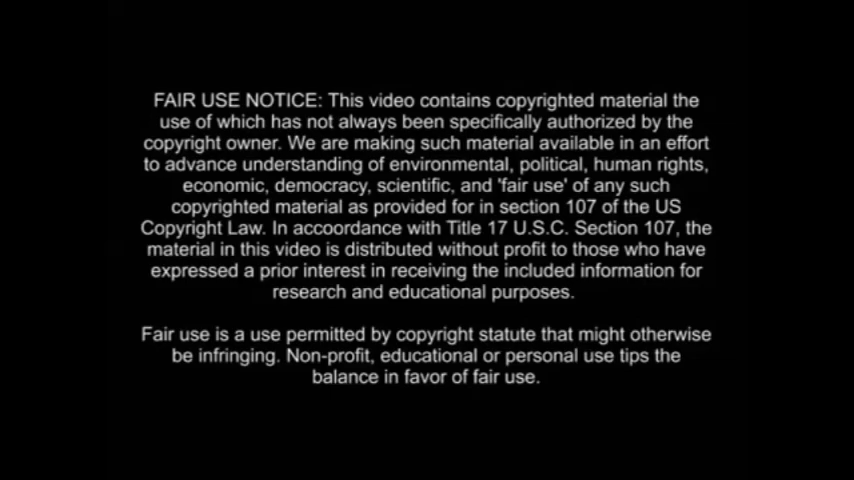 FAIR USE NOTICE: This video contains copyrighted material the
use of which has not always been specifically authorized by the
copyright owner. We are making such material available in an effort
to advance understanding of environmental, political, human rights,
economic, democracy, scientific, and 'fair use' of any such
copyrighted material as provided for in section 107 of the US
Copyright Law. In accoordance with Title 17 U.S.C. Section 107, the
material in this video is distributed without profit to those who have
expressed a prior interest in receiving the included information for
research and educational purposes.
Fair use is a use permitted by copyright statute that might otherwise
be infringing. Non-profit, educational or personal use tips the
balance in favor of fair use.